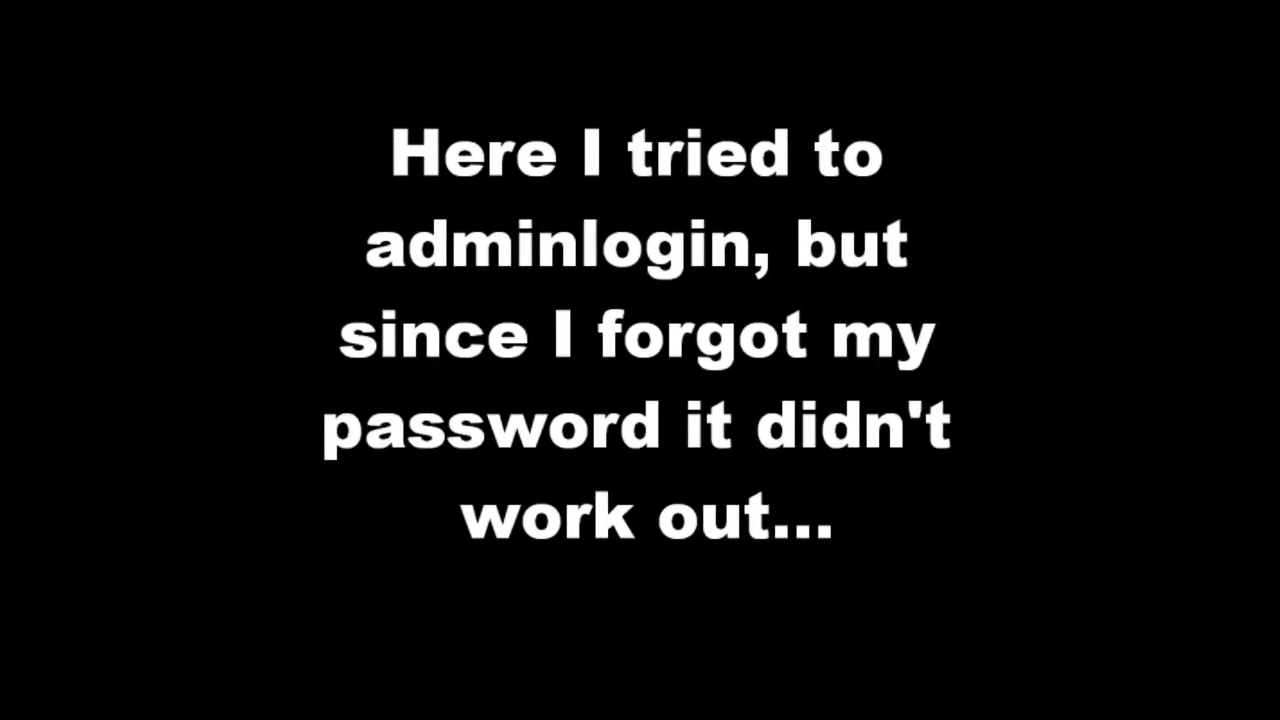 Here I tried to
adminlogin, but
since I forgot my
password it didn't
work out...